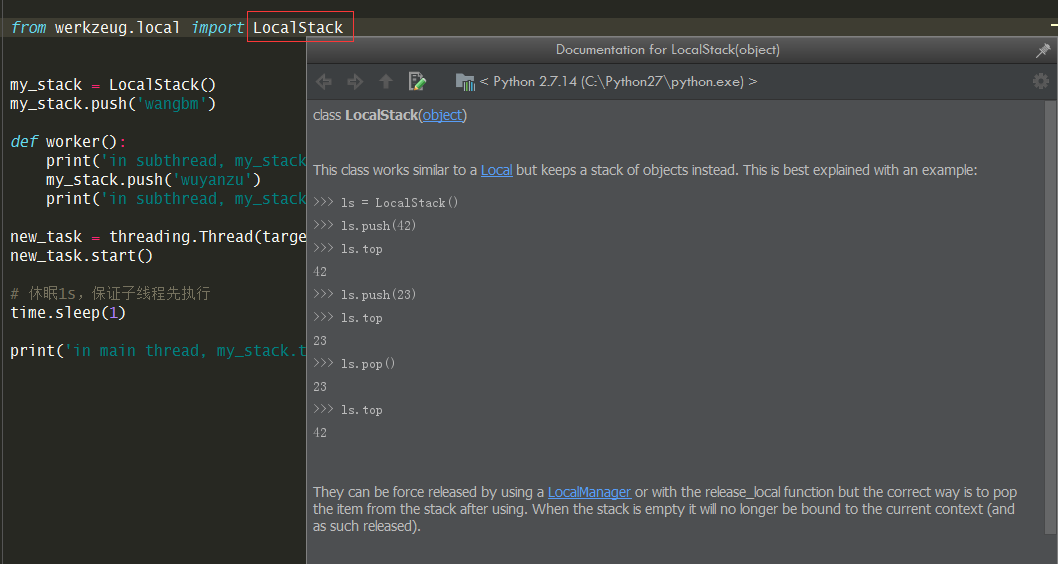 from werkzeug.local import LocalStack
my_stack = LocalStack()
my_stack.push('wangbm')
def worker():
print('in subthread, my_stack
my_stack.push('wuyanzu')
print('in subthread, my_stack
new_task = threading.Thread(targe
new_task.start()
# 休眠1s，保证子线程先执行
time.sleep(1)
print('in main thread, my_stack.t
Documentation for LocalStack(object)
< Python 2.7.14 (C:\Python27\python.exe) >
class LocalStack(object)
This class works similar to a Local but keeps a stack of objects instead. This is best explained with an example:
>>> ls = LocalStack()
>>> ls.push(42)
>>> ls.top
42
>>> ls.push(23)
>>> ls.top
23
>>> ls.pop()
23
>>> ls.top
42
They can be force released by using a LocalManager or with the release_local function but the correct way is to pop
the item from the stack after using. When the stack is empty it will no longer be bound to the current context (and
as such released).